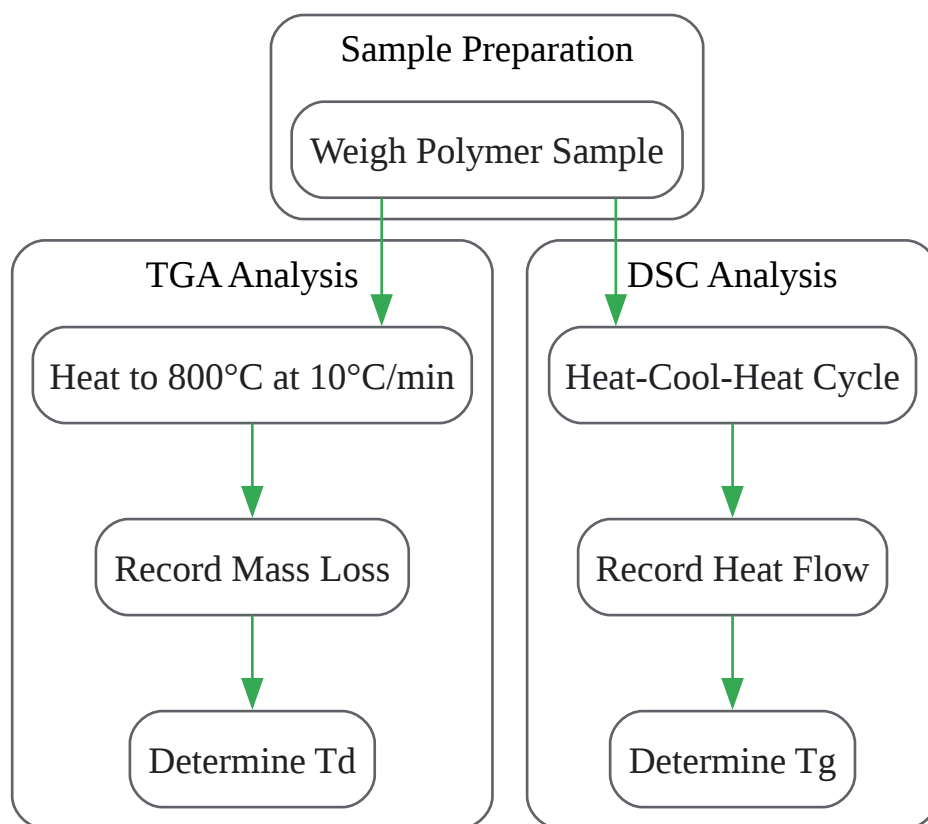 Sample Preparation
Weigh Polymer Sample
TGA Analysis
Heat to 800°C at 10°C/min
Record Mass Loss
Determine Td
DSC Analysis
Heat-Cool-Heat Cycle
Record Heat Flow
Determine Tg